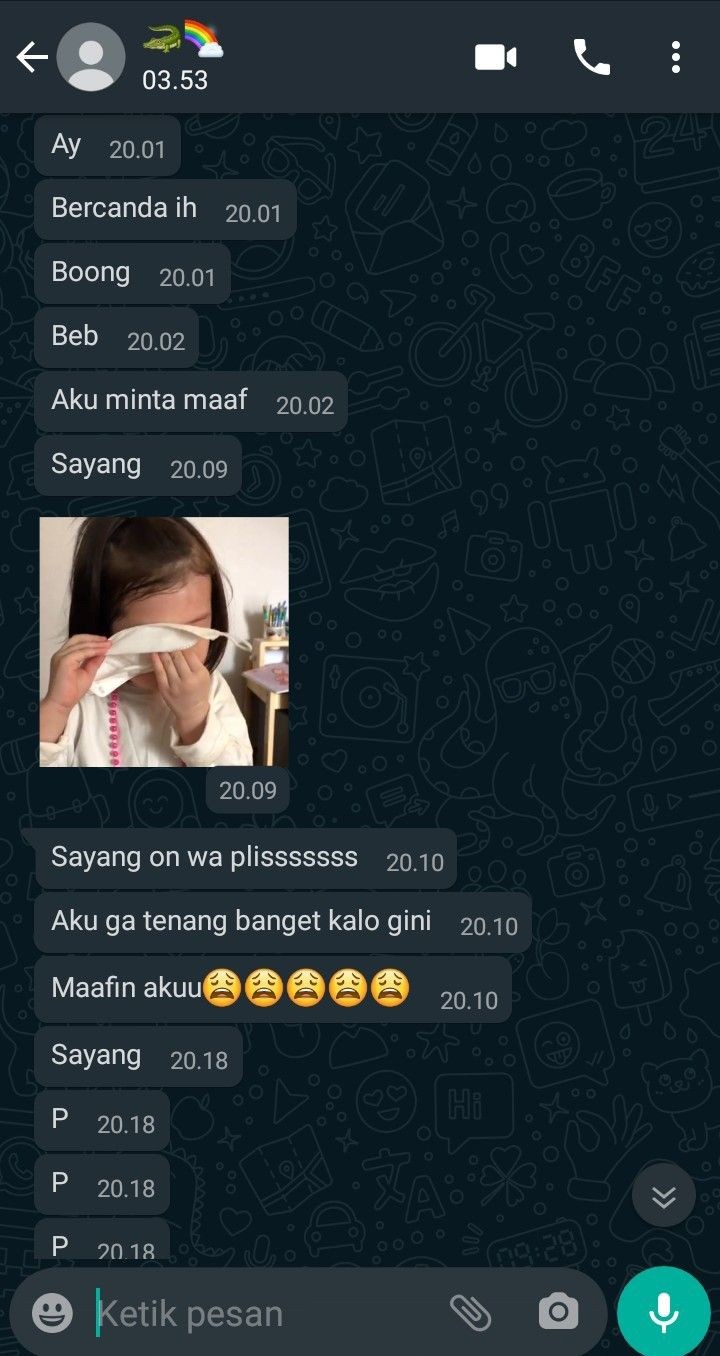 🐊🌈
03.53
Ay 20.01
Bercanda ih 20.01
Boong 20.01
Beb 20.02
Aku minta maaf 20.02
Sayang 20.09
20.09
Sayang on wa plisssssss 20.10
Aku ga tenang banget kalo gini 20.10
Maafin akuu😩😩😩😩😩 20.10
Sayang 20.18
P 20.18
P 20.18
P 20.18
Ketik pesan